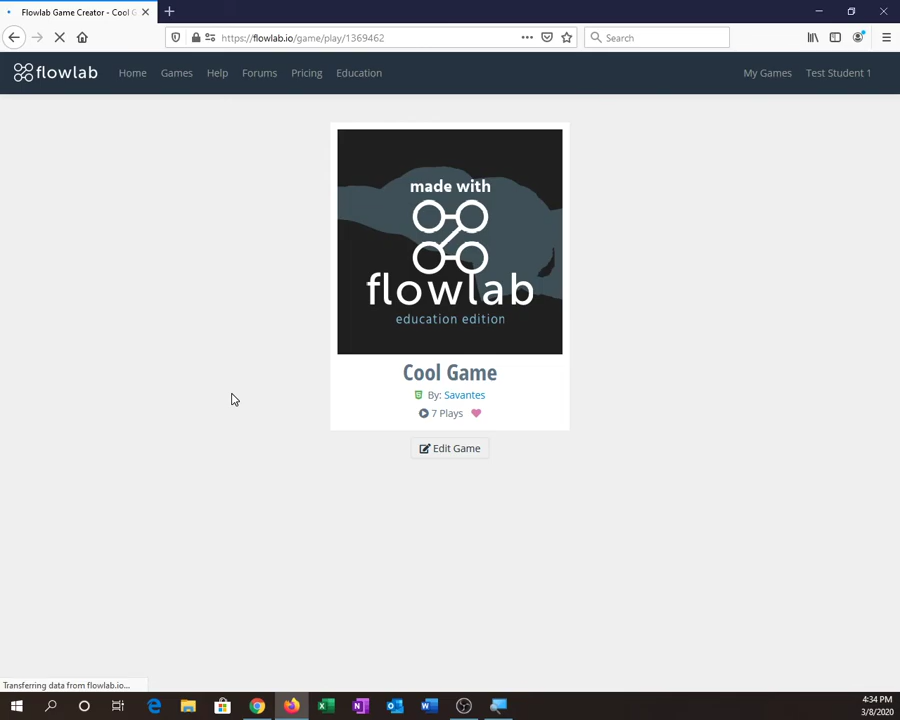 Flowlab Game Creator - Cool G
https://flowlab.io/game/play/1369462
Search
flowlab Home Games Help Forums Pricing Education My Games Test Student 1
made with
flowlab
education edition
Cool Game
By: Savantes
7 Plays
Edit Game
Transferring data from flowlab.io...
4:34 PM
3/8/2020